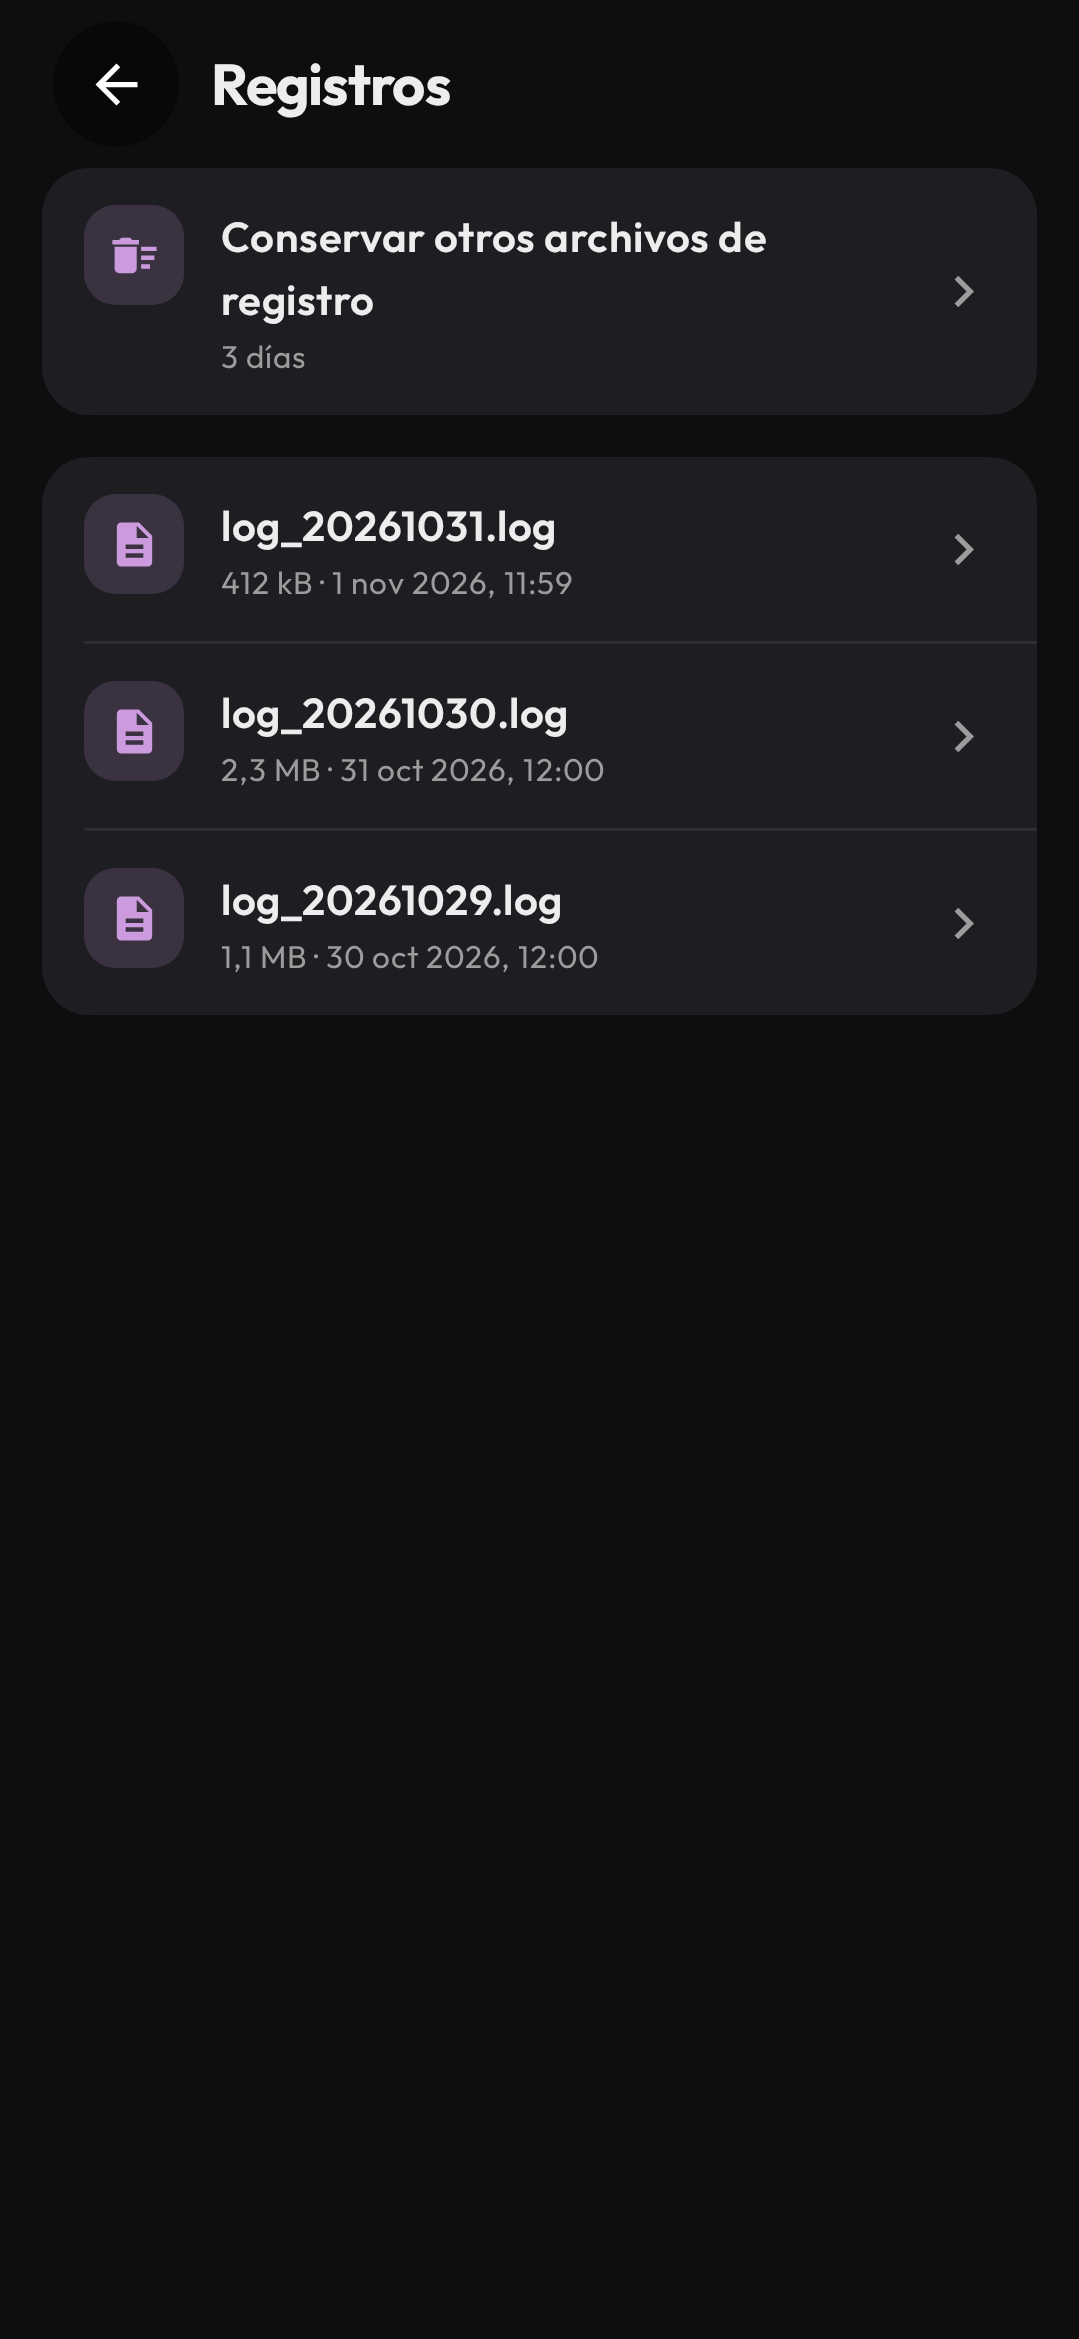 Registros
Conservar otros archivos de
registro
3 días
log_20261031.log
412 kB · 1 nov 2026, 11:59
log_20261030.log
2,3 MB · 31 oct 2026, 12:00
log_20261029.log
1,1 MB · 30 oct 2026, 12:00